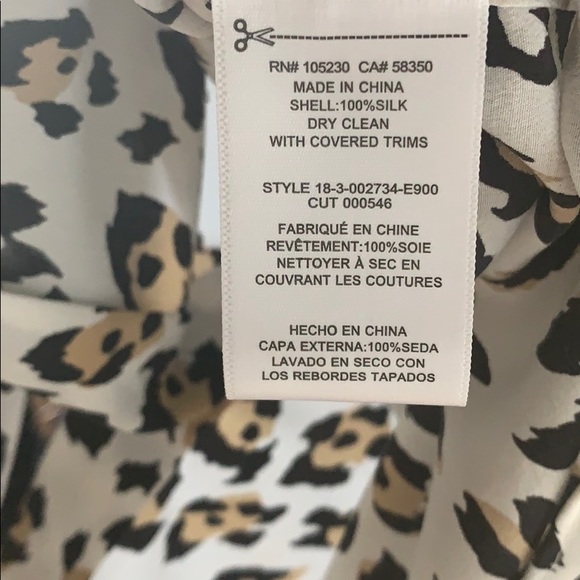 RN# 105230 CA# 58350
MADE IN CHINA
SHELL:100%SILK
DRY CLEAN
WITH COVERED TRIMS
STYLE 18-3-002734-E900
CUT 000546
FABRIQUÉ EN CHINE
REVÊTEMENT:100%SOIE
NETTOYER À SEC EN
COUVRANT LES COUTURES
HECHO EN CHINA
CAPA EXTERNA:100%SEDA
LAVADO EN SECO CON
LOS REBORDES TAPADOS